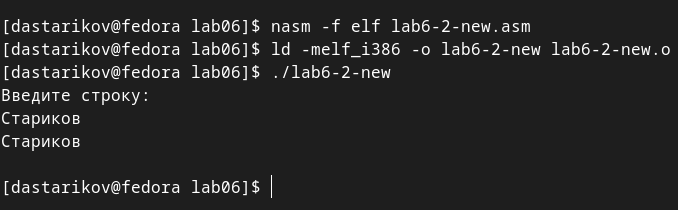 [dastarikov@fedora lab06]$ nasm -f elf lab6-2-new.asm
[dastarikov@fedora lab06]$ ld -melf_i386 -o lab6-2-new lab6-2-new.o
[dastarikov@fedora lab06]$ ./lab6-2-new
Введите строку:
Стариков
Стариков
[dastarikov@fedora lab06]$